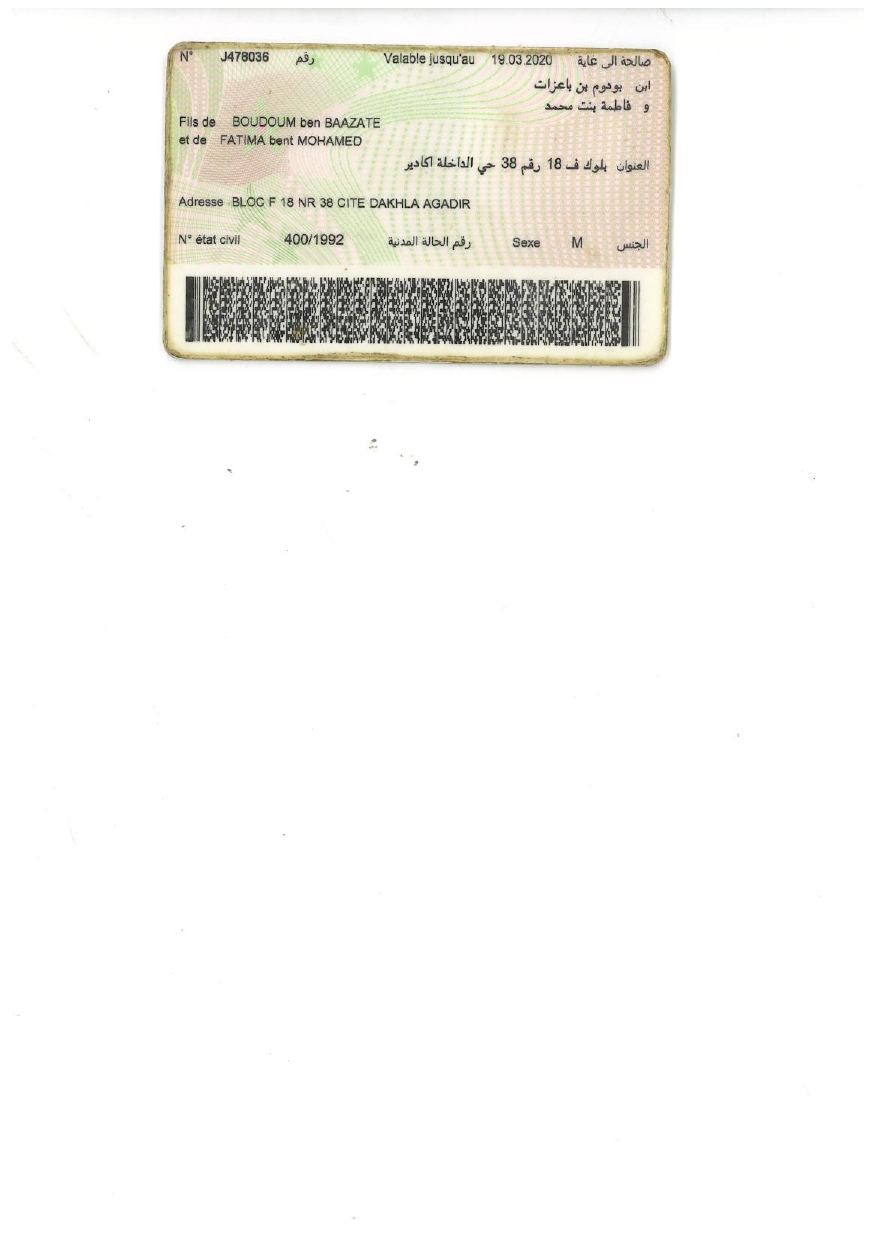 N° J478036 رقم Valable jusqu'au 19.03.2020 صالحة الى غاية
ابن بودوم بن باعزات
و فاطمة بنت محمد
Fils de BOUDOUM ben BAAZATE
et de FATIMA bent MOHAMED
العنوان بلوك ف 18 رقم 38 حي الداخلة اكادير
Adresse BLOC F 18 NR 38 CITE DAKHLA AGADIR
N° état civil 400/1992 رقم الحالة المدنية Sexe M الجنس